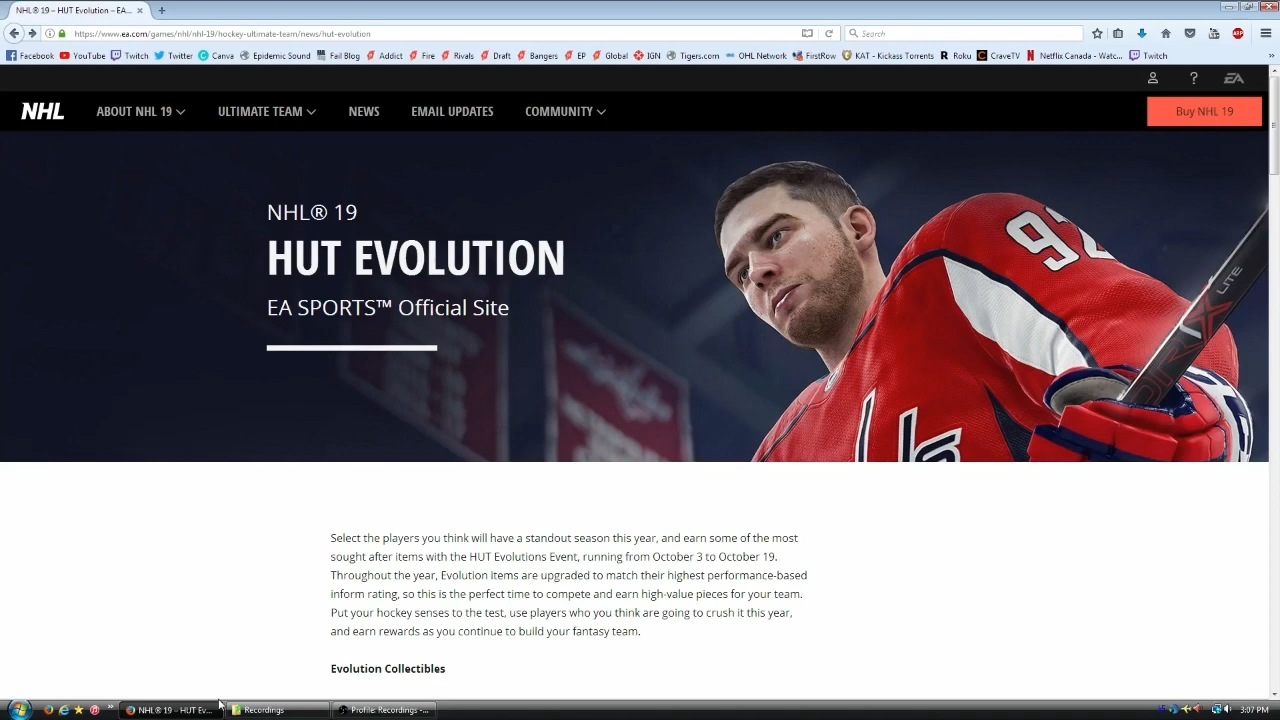 NHL® 19 – HUT Evolution – EA...
https://www.ea.com/games/nhl/nhl-19/hockey-ultimate-team/news/hut-evolution
Search
Facebook YouTube Twitch Twitter Canva Epidemic Sound Fail Blog Addict Fire Rivals Draft Bangers EP Global IGN Tigers.com OHL Network FirstRow KAT - Kickass Torrents Roku CraveTV Netflix Canada - Watc... Twitch
EA
NHL ABOUT NHL 19 ULTIMATE TEAM NEWS EMAIL UPDATES COMMUNITY Buy NHL 19
NHL® 19
HUT EVOLUTION
EA SPORTS™ Official Site
92
LITE
Select the players you think will have a standout season this year, and earn some of the most
sought after items with the HUT Evolutions Event, running from October 3 to October 19.
Throughout the year, Evolution items are upgraded to match their highest performance-based
inform rating, so this is the perfect time to compete and earn high-value pieces for your team.
Put your hockey senses to the test, use players who you think are going to crush it this year,
and earn rewards as you continue to build your fantasy team.
Evolution Collectibles
NHL® 19 – HUT Ev... Recordings Profile: Recordings -... 3:07 PM